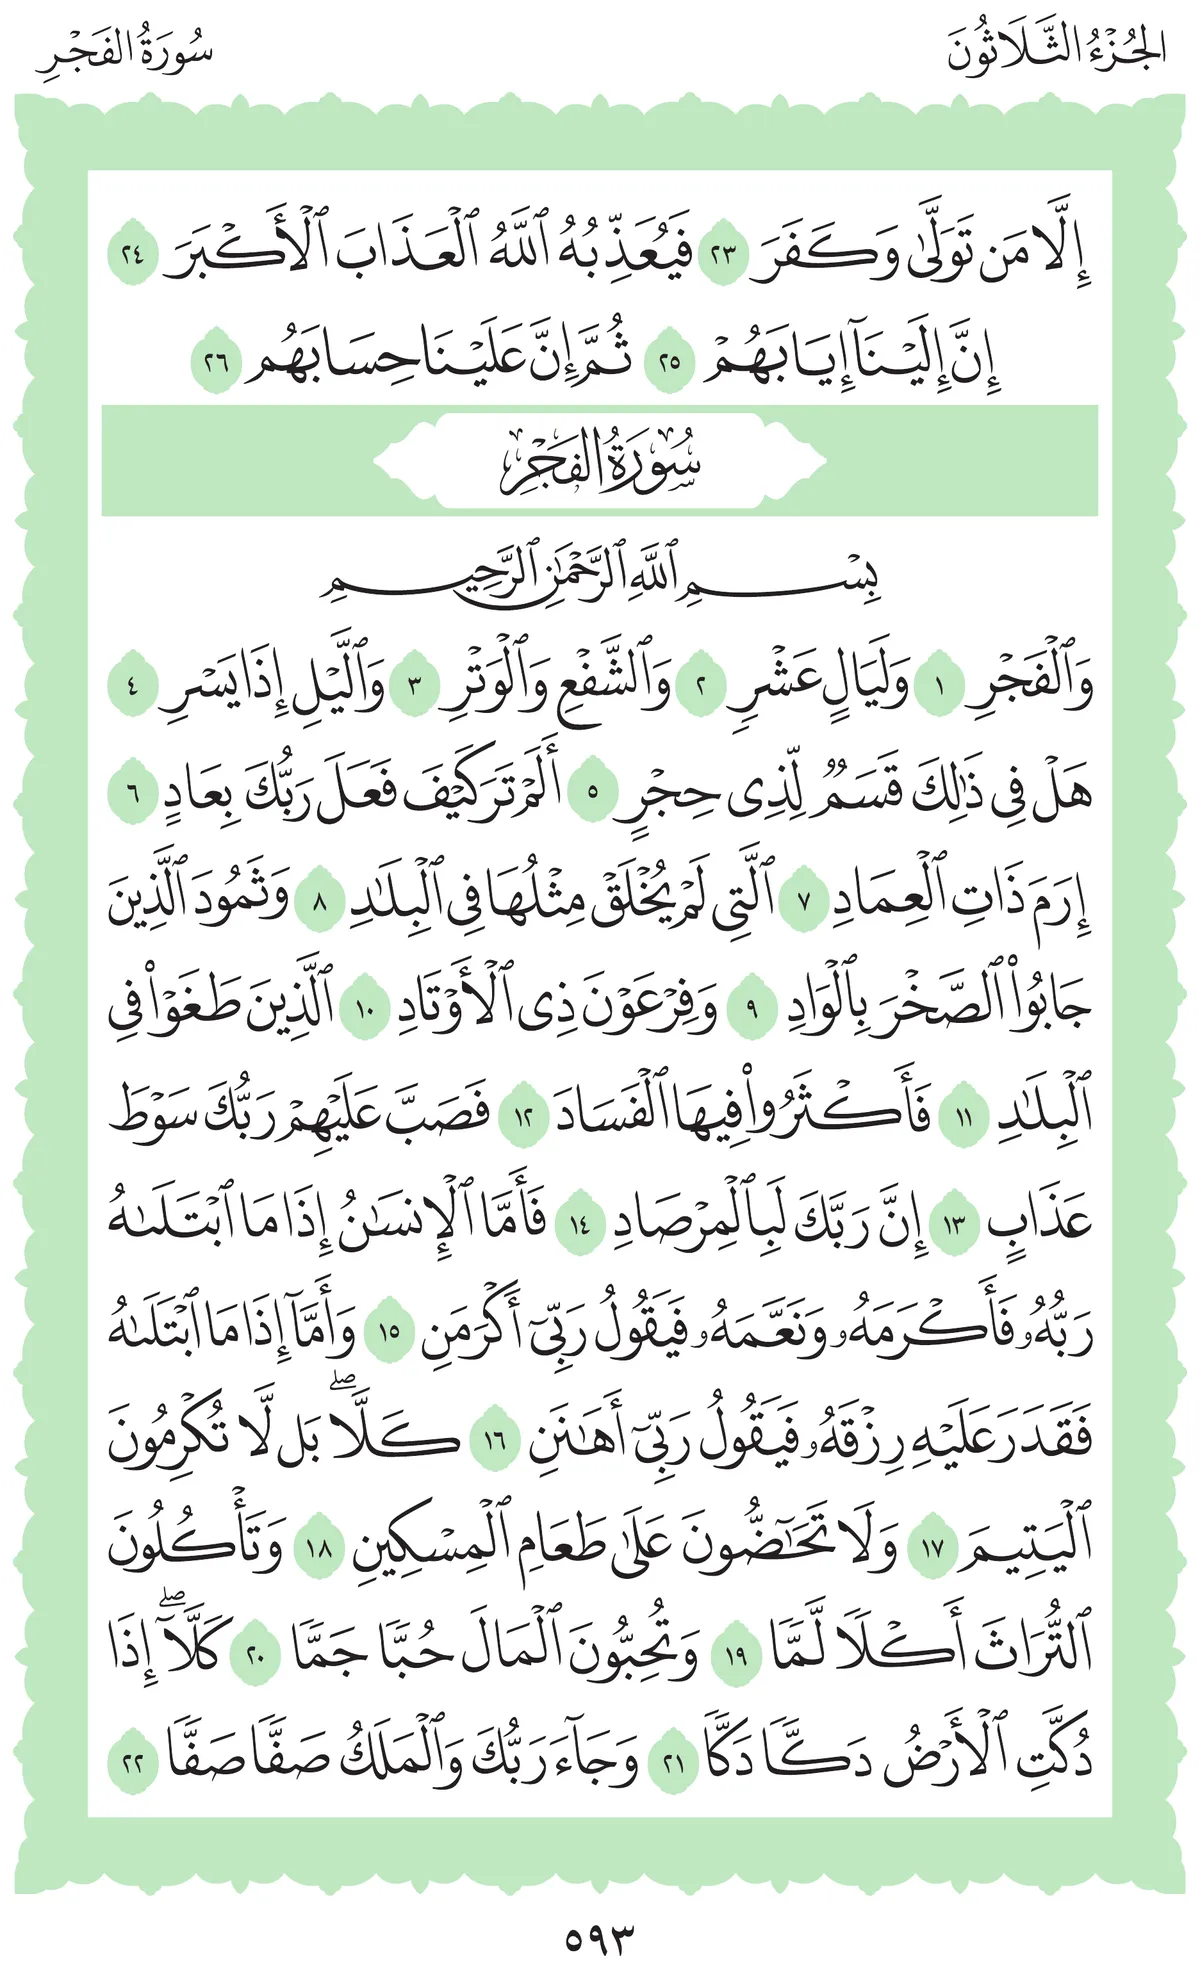 الجُزْءُ الثَّلَاثُونَ
سُورَةُ الفَجْرِ
إِلَّا مَن تَوَلَّىٰ وَكَفَرَ ٢٣ فَيُعَذِّبُهُ ٱللَّهُ ٱلْعَذَابَ ٱلْأَكْبَرَ ٢٤
إِنَّ إِلَيْنَآ إِيَابَهُمْ ٢٥ ثُمَّ إِنَّ عَلَيْنَا حِسَابَهُم ٢٦
سُورَةُ الفَجْرِ
بِسْمِ ٱللَّهِ ٱلرَّحْمَٰنِ ٱلرَّحِيمِ
وَٱلْفَجْرِ ١ وَلَيَالٍ عَشْرٍ ٢ وَٱلشَّفْعِ وَٱلْوَتْرِ ٣ وَٱلَّيْلِ إِذَا يَسْرِ ٤
هَلْ فِى ذَٰلِكَ قَسَمٌ لِّذِى حِجْرٍ ٥ أَلَمْ تَرَ كَيْفَ فَعَلَ رَبُّكَ بِعَادٍ ٦
إِرَمَ ذَاتِ ٱلْعِمَادِ ٧ ٱلَّتِى لَمْ يُخْلَقْ مِثْلُهَا فِى ٱلْبِلَٰدِ ٨ وَثَمُودَ ٱلَّذِينَ
جَابُوا۟ ٱلصَّخْرَ بِٱلْوَادِ ٩ وَفِرْعَوْنَ ذِى ٱلْأَوْتَادِ ١٠ ٱلَّذِينَ طَغَوْا۟ فِى
ٱلْبِلَٰدِ ١١ فَأَكْثَرُوا۟ فِيهَا ٱلْفَسَادَ ١٢ فَصَبَّ عَلَيْهِمْ رَبُّكَ سَوْطَ
عَذَابٍ ١٣ إِنَّ رَبَّكَ لَبِٱلْمِرْصَادِ ١٤ فَأَمَّا ٱلْإِنسَٰنُ إِذَا مَا ٱبْتَلَىٰهُ
رَبُّهُۥ فَأَكْرَمَهُۥ وَنَعَّمَهُۥ فَيَقُولُ رَبِّىٓ أَكْرَمَنِ ١٥ وَأَمَّآ إِذَا مَا ٱبْتَلَىٰهُ
فَقَدَرَ عَلَيْهِ رِزْقَهُۥ فَيَقُولُ رَبِّىٓ أَهَٰنَنِ ١٦ كَلَّا ۖ بَل لَّا تُكْرِمُونَ
ٱلْيَتِيمَ ١٧ وَلَا تَحَٰٓضُّونَ عَلَىٰ طَعَامِ ٱلْمِسْكِينِ ١٨ وَتَأْكُلُونَ
ٱلتُّرَاثَ أَكْلًا لَّمًّا ١٩ وَتُحِبُّونَ ٱلْمَالَ حُبًّا جَمًّا ٢٠ كَلَّآ ۖ إِذَا
دُكَّتِ ٱلْأَرْضُ دَكًّا دَكًّا ٢١ وَجَآءَ رَبُّكَ وَٱلْمَلَكُ صَفًّا صَفًّا ٢٢
٥٩٣